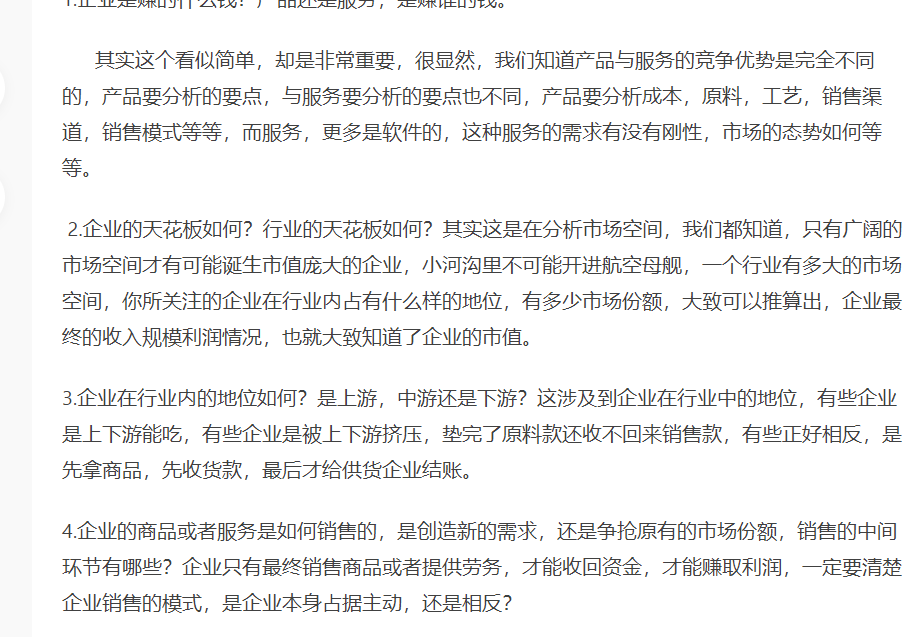 1.企业是赚的什么钱？产品还是服务，是赚谁的钱。
其实这个看似简单，却是非常重要，很显然，我们知道产品与服务的竞争优势是完全不同
的，产品要分析的要点，与服务要分析的要点也不同，产品要分析成本，原料，工艺，销售渠
道，销售模式等等，而服务，更多是软件的，这种服务的需求有没有刚性，市场的态势如何等
等。
2.企业的天花板如何？行业的天花板如何？其实这是在分析市场空间，我们都知道，只有广阔的
市场空间才有可能诞生市值庞大的企业，小河沟里不可能开进航空母舰，一个行业有多大的市场
空间，你所关注的企业在行业内占有什么样的地位，有多少市场份额，大致可以推算出，企业最
终的收入规模利润情况，也就大致知道了企业的市值。
3.企业在行业内的地位如何？是上游，中游还是下游？这涉及到企业在行业中的地位，有些企业
是上下游能吃，有些企业是被上下游挤压，垫完了原料款还收不回来销售款，有些正好相反，是
先拿商品，先收货款，最后才给供货企业结账。
4.企业的商品或者服务是如何销售的，是创造新的需求，还是争抢原有的市场份额，销售的中间
环节有哪些？企业只有最终销售商品或者提供劳务，才能收回资金，才能赚取利润，一定要清楚
企业销售的模式，是企业本身占据主动，还是相反？